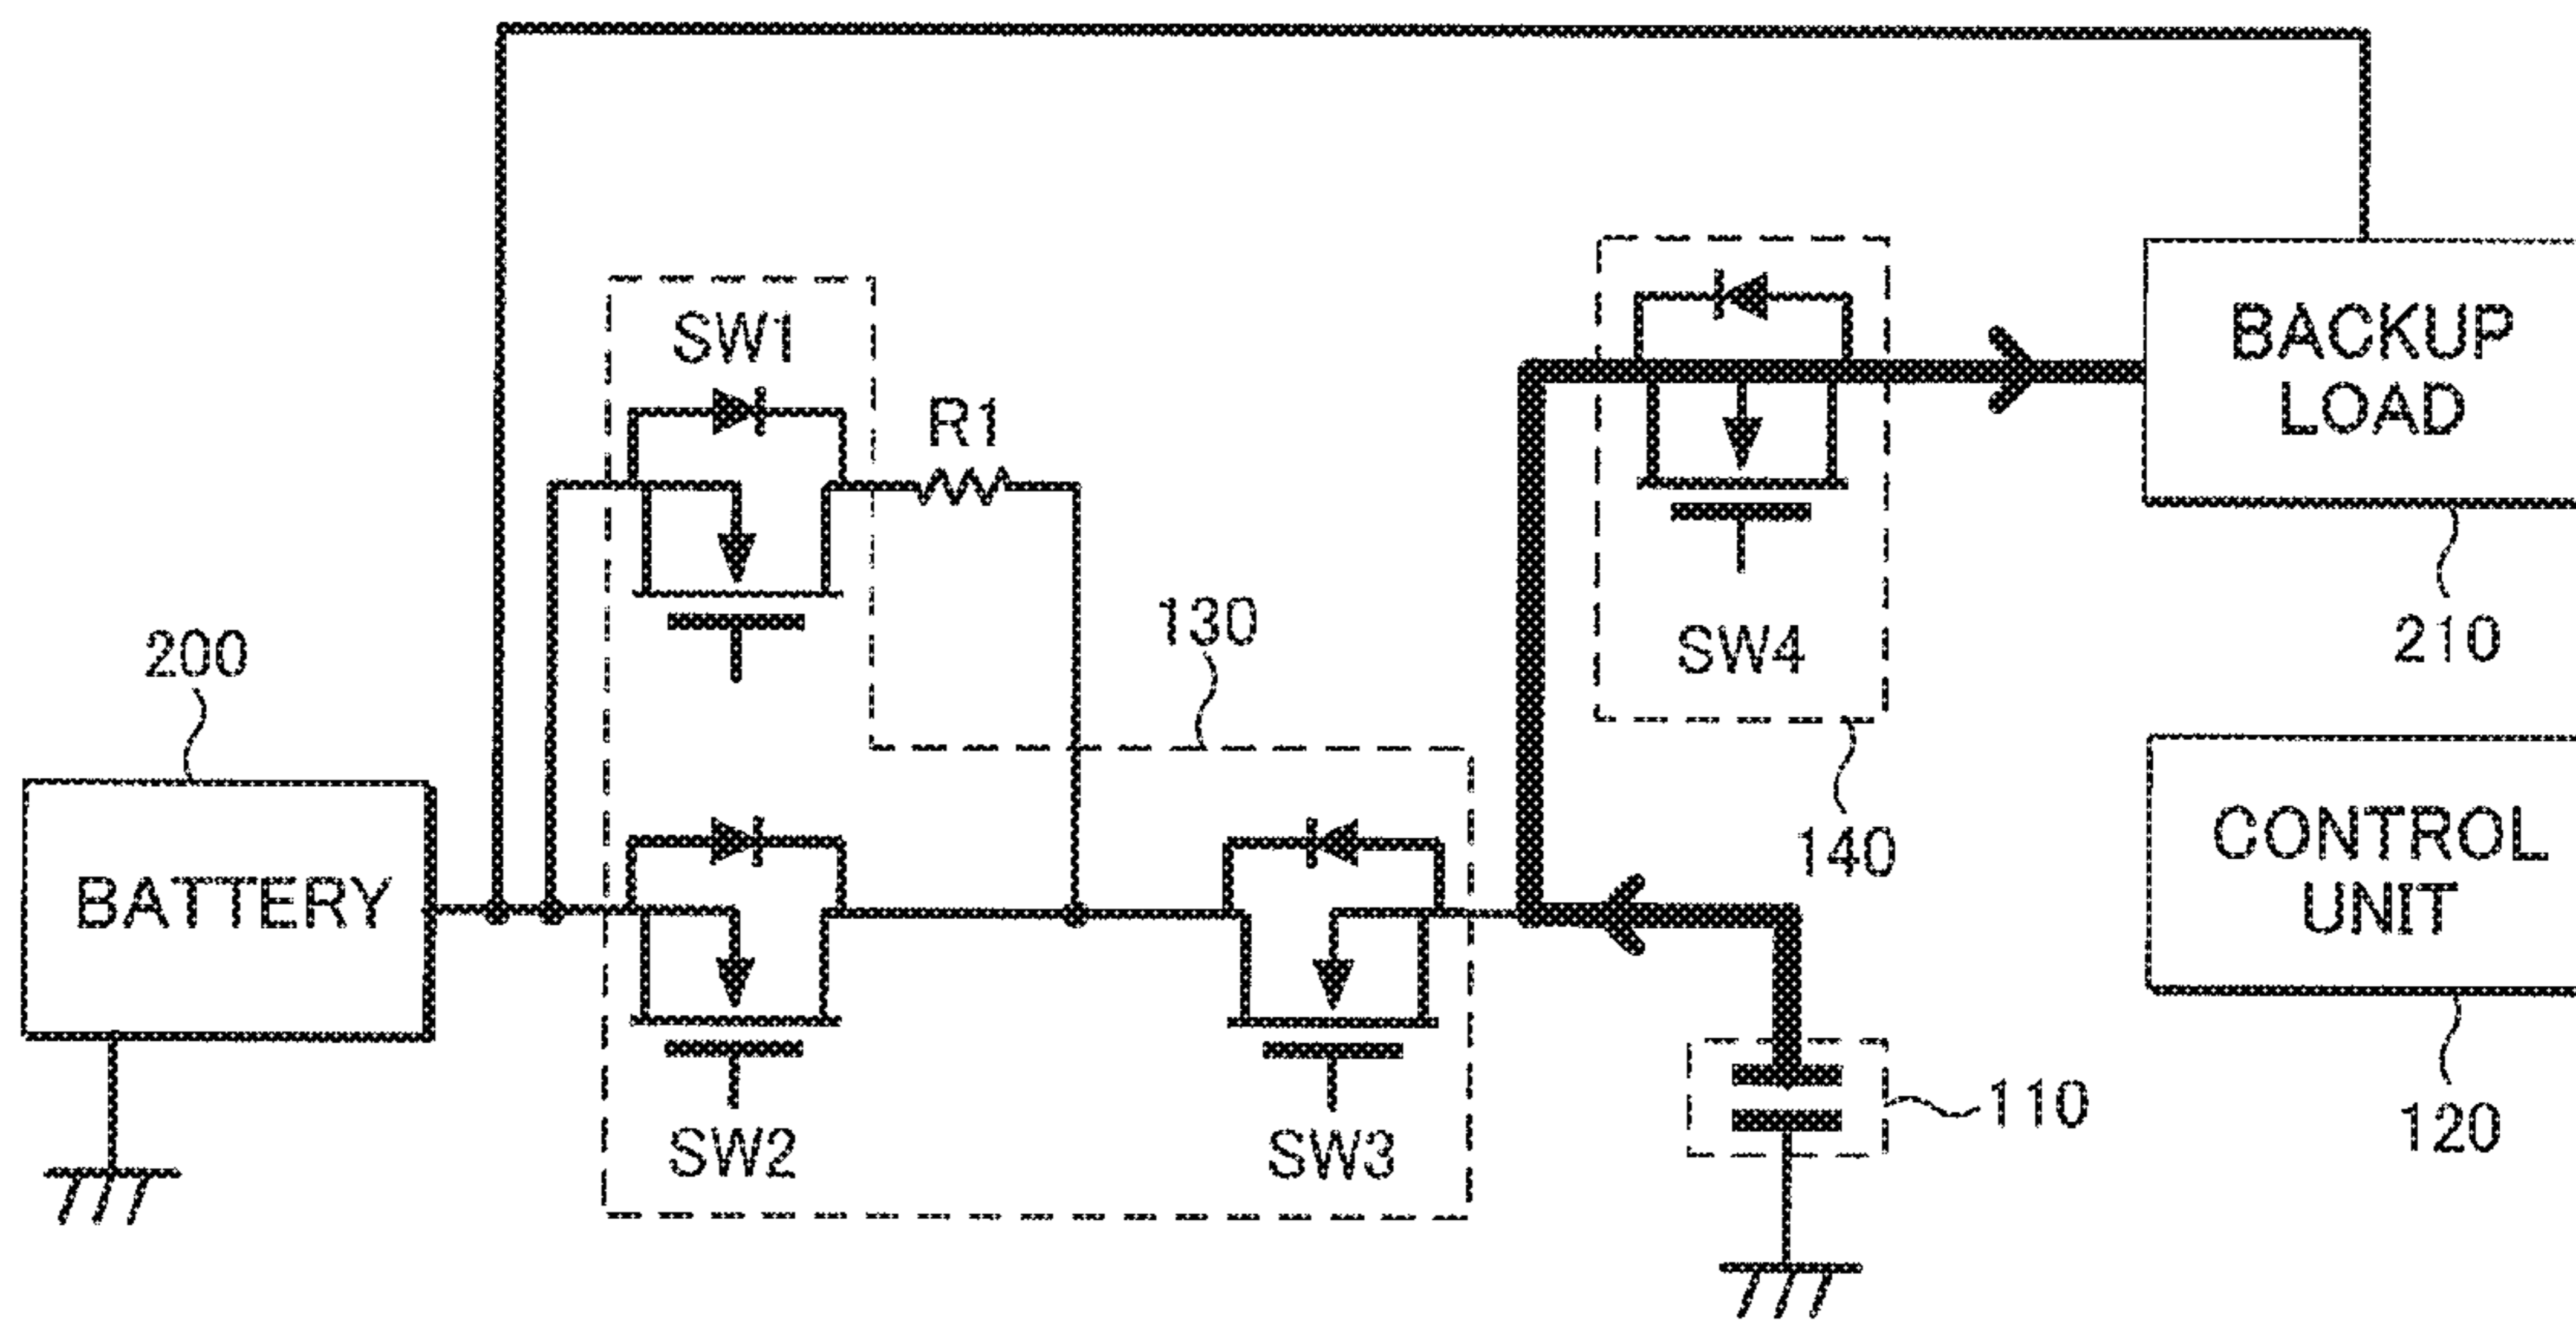 SW1
R1
BACKUP
LOAD
130
200
SW4
210
140
BATTERY
CONTROL
UNIT
SW2
SW3
110
120